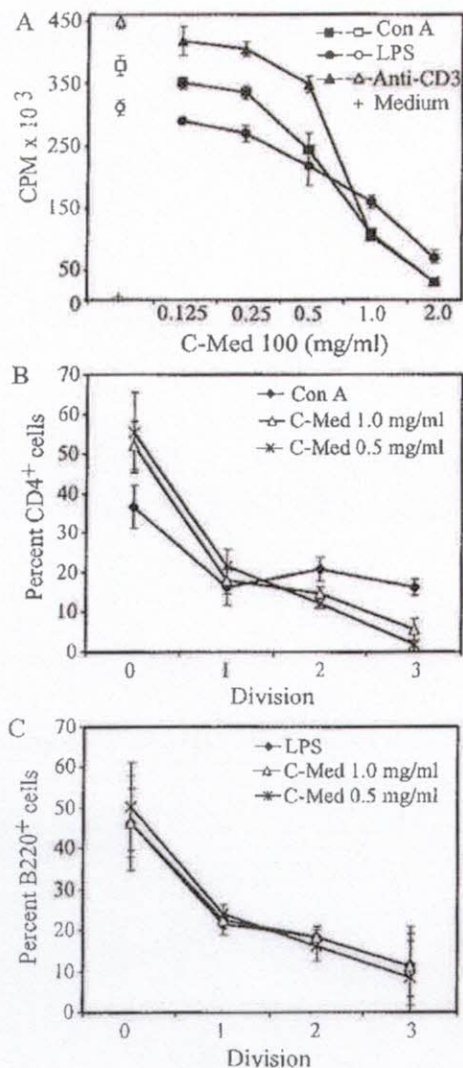 A
450
350
250
150
50
0
CPM x 10 3
Con A
LPS
Anti-CD3
Medium
0.125 0.25 0.5 1.0 2.0
C-Med 100 (mg/ml)
B
70
60
50
40
30
20
10
0
Percent CD4+ cells
Con A
C-Med 1.0 mg/ml
C-Med 0.5 mg/ml
0 1 2 3
Division
C
70
60
50
40
30
20
10
0
Percent B220+ cells
LPS
C-Med 1.0 mg/ml
C-Med 0.5 mg/ml
0 1 2 3
Division